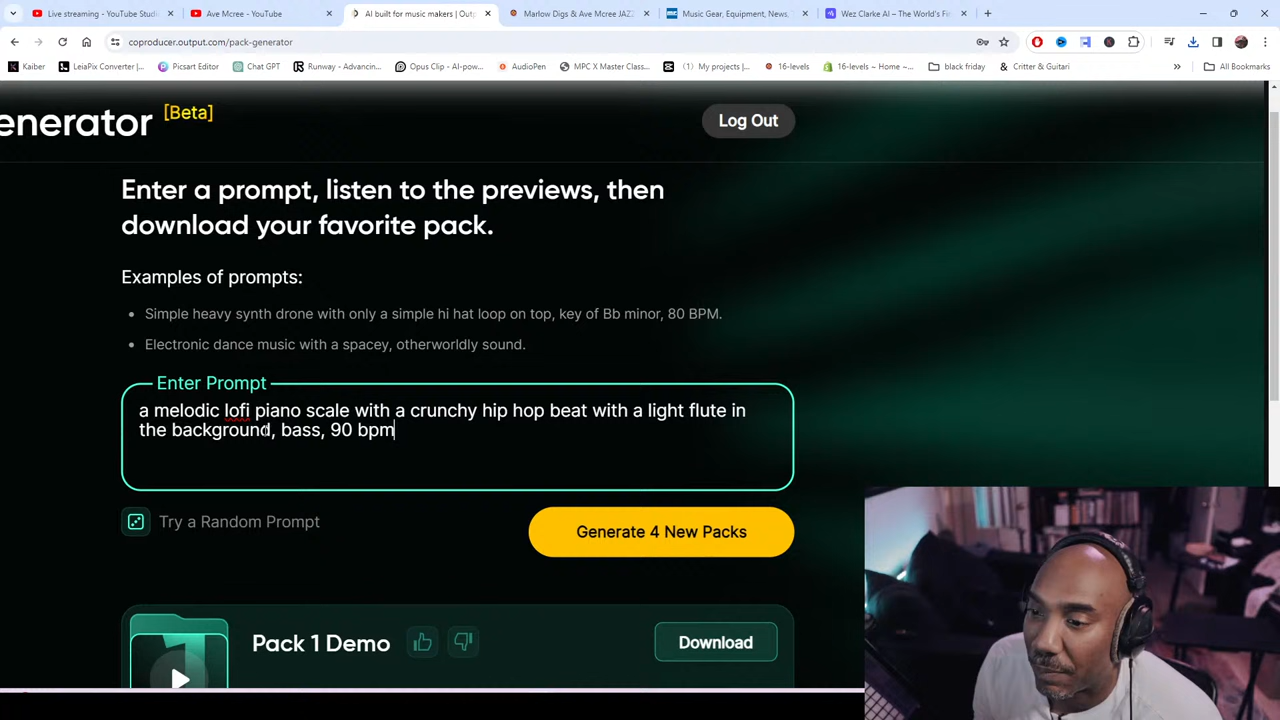 Live streaming - YouTube Studi
Ave Mcree - YouTube
AI built for music makers | Outp
Marlow Digs & Ave Mcree JAZZ
Music Gear, Equipment, News,
Wez Clarke AI – The World's Fi
coproducer.output.com/pack-generator
Kaiber
LeiaPix Converter |...
Picsart Editor
Chat GPT
Runway - Advancin...
Opus Clip - AI-pow...
AudioPen
MPC X Master Class...
(1) My projects |...
16-levels
16-levels ~ Home ~...
black friday
Critter & Guitari
»
All Bookmarks
enerator [Beta]
Log Out
Enter a prompt, listen to the previews, then
download your favorite pack.
Examples of prompts:
• Simple heavy synth drone with only a simple hi hat loop on top, key of Bb minor, 80 BPM.
• Electronic dance music with a spacey, otherworldly sound.
Enter Prompt
a melodic lofi piano scale with a crunchy hip hop beat with a light flute in
the background, bass, 90 bpm
Try a Random Prompt
Generate 4 New Packs
1
Pack 1 Demo
Download